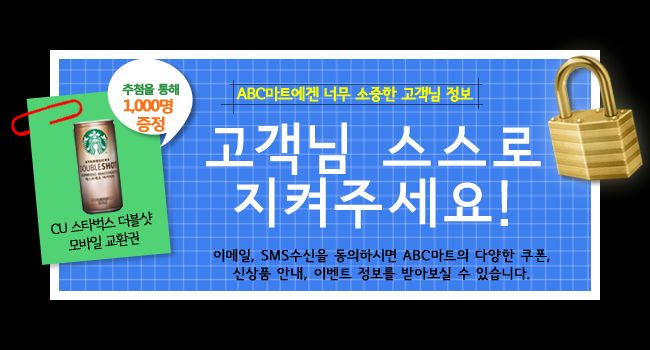 추첨을 통해
1,000명
증정
STARBUCKS
DOUBLESHOT
CU 스타벅스 더블샷
모바일 교환권
ABC마트에겐 너무 소중한 고객님 정보
고객님 스스로
지켜주세요!
이메일, SMS수신을 동의하시면 ABC마트의 다양한 쿠폰,
신상품 안내, 이벤트 정보를 받아보실 수 있습니다.